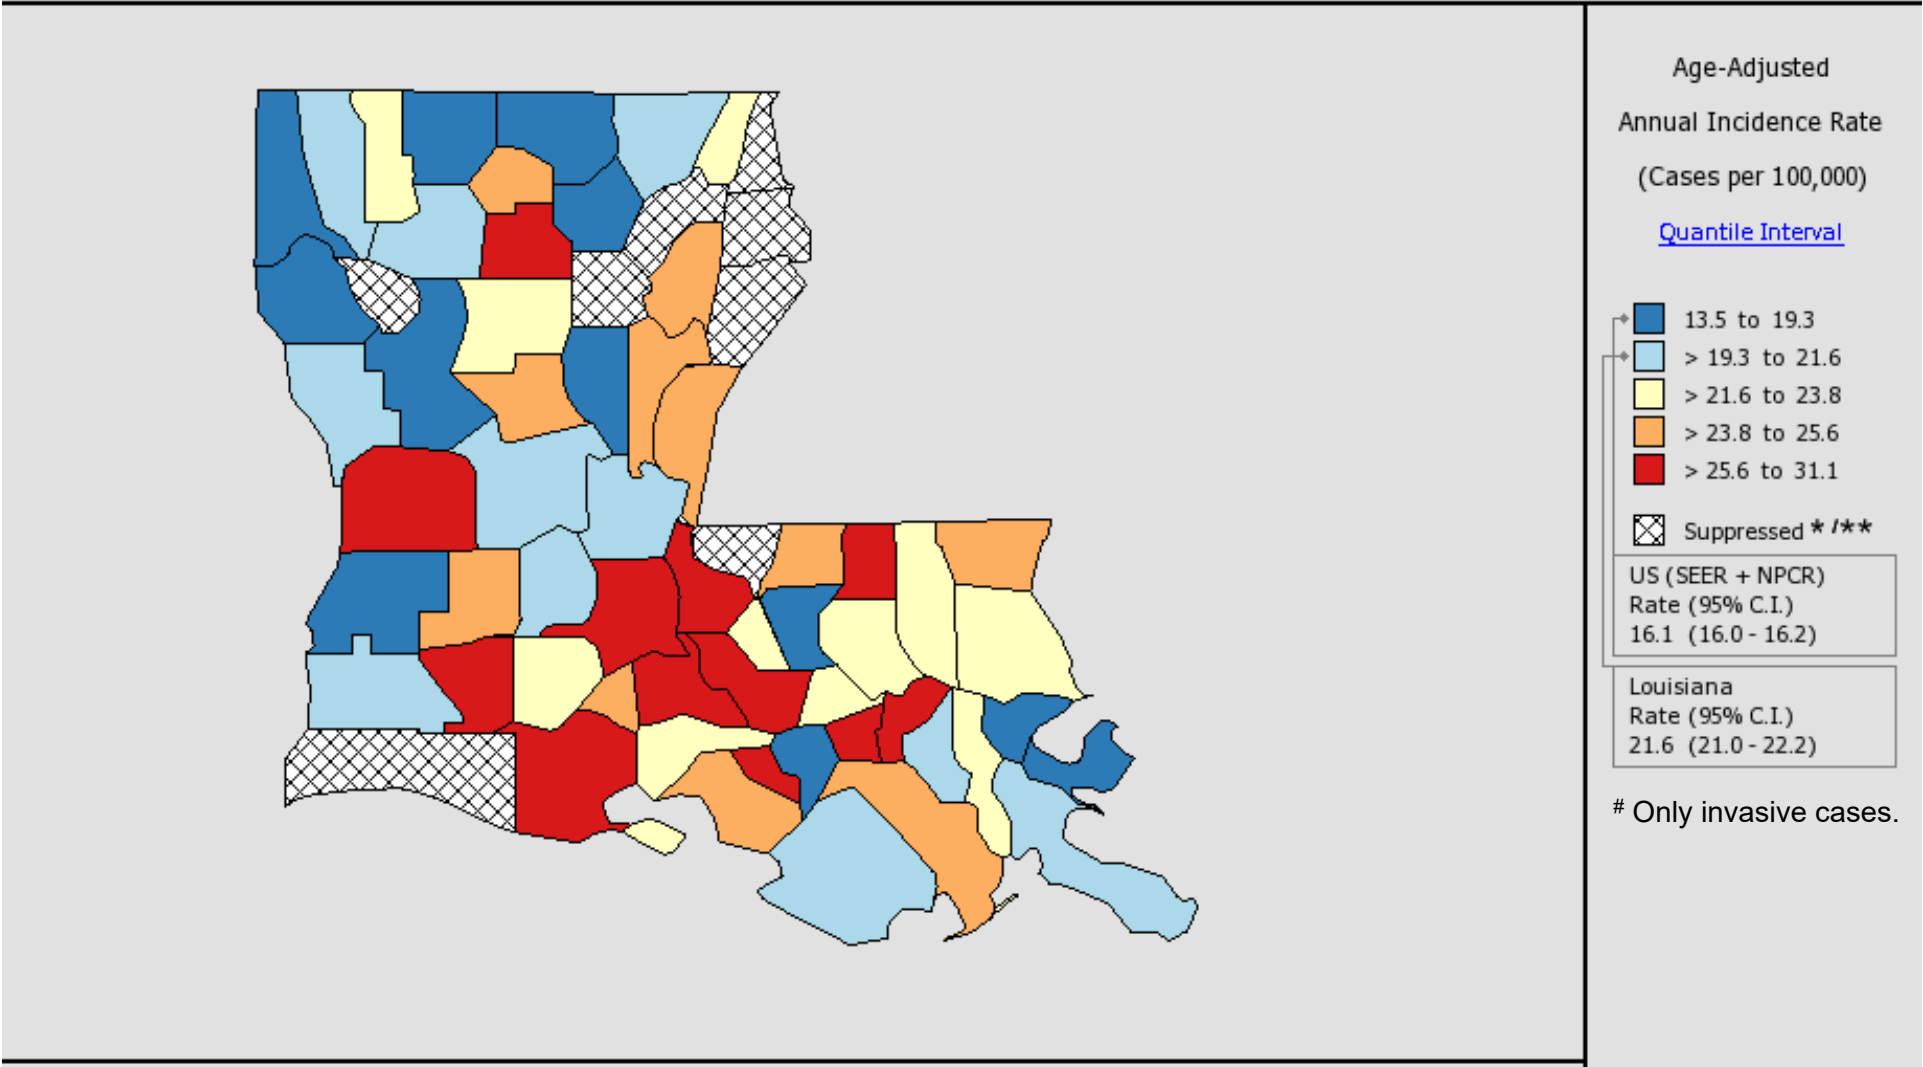 Age-Adjusted
Annual Incidence Rate
(Cases per 100,000)
Quantile Interval
13.5 to 19.3
> 19.3 to 21.6
> 21.6 to 23.8
> 23.8 to 25.6
> 25.6 to 31.1
Suppressed */**
US (SEER + NPCR)
Rate (95% C.I.)
16.1 (16.0 - 16.2)
Louisiana
Rate (95% C.I.)
21.6 (21.0 - 22.2)
# Only invasive cases.